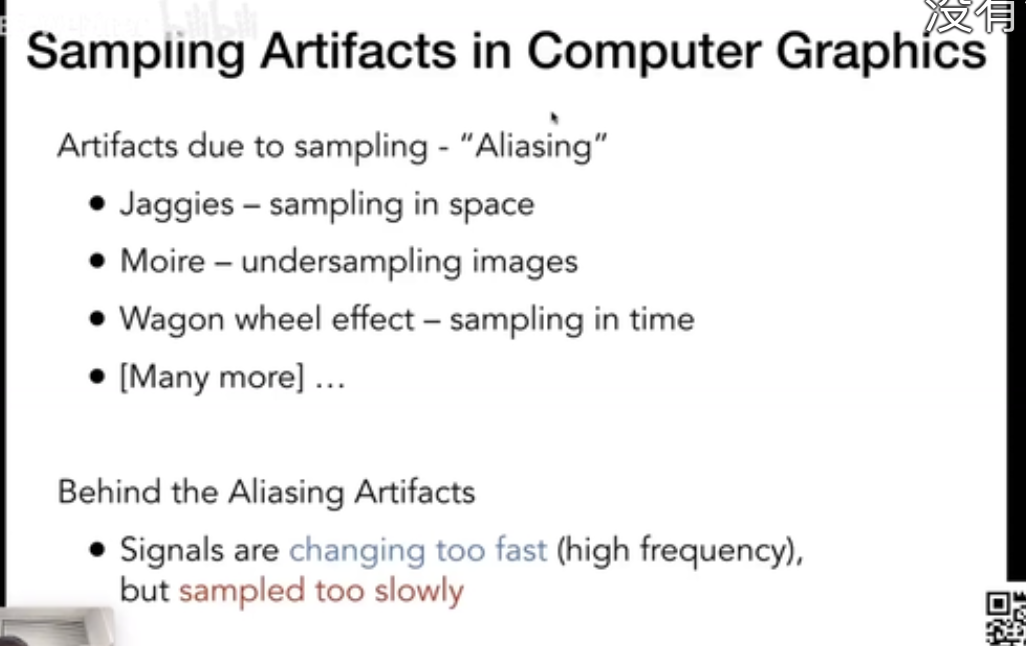 没有
Sampling Artifacts in Computer Graphics
Artifacts due to sampling - “Aliasing”
● Jaggies – sampling in space
● Moire – undersampling images
● Wagon wheel effect – sampling in time
● [Many more] …
Behind the Aliasing Artifacts
● Signals are changing too fast (high frequency),
but sampled too slowly